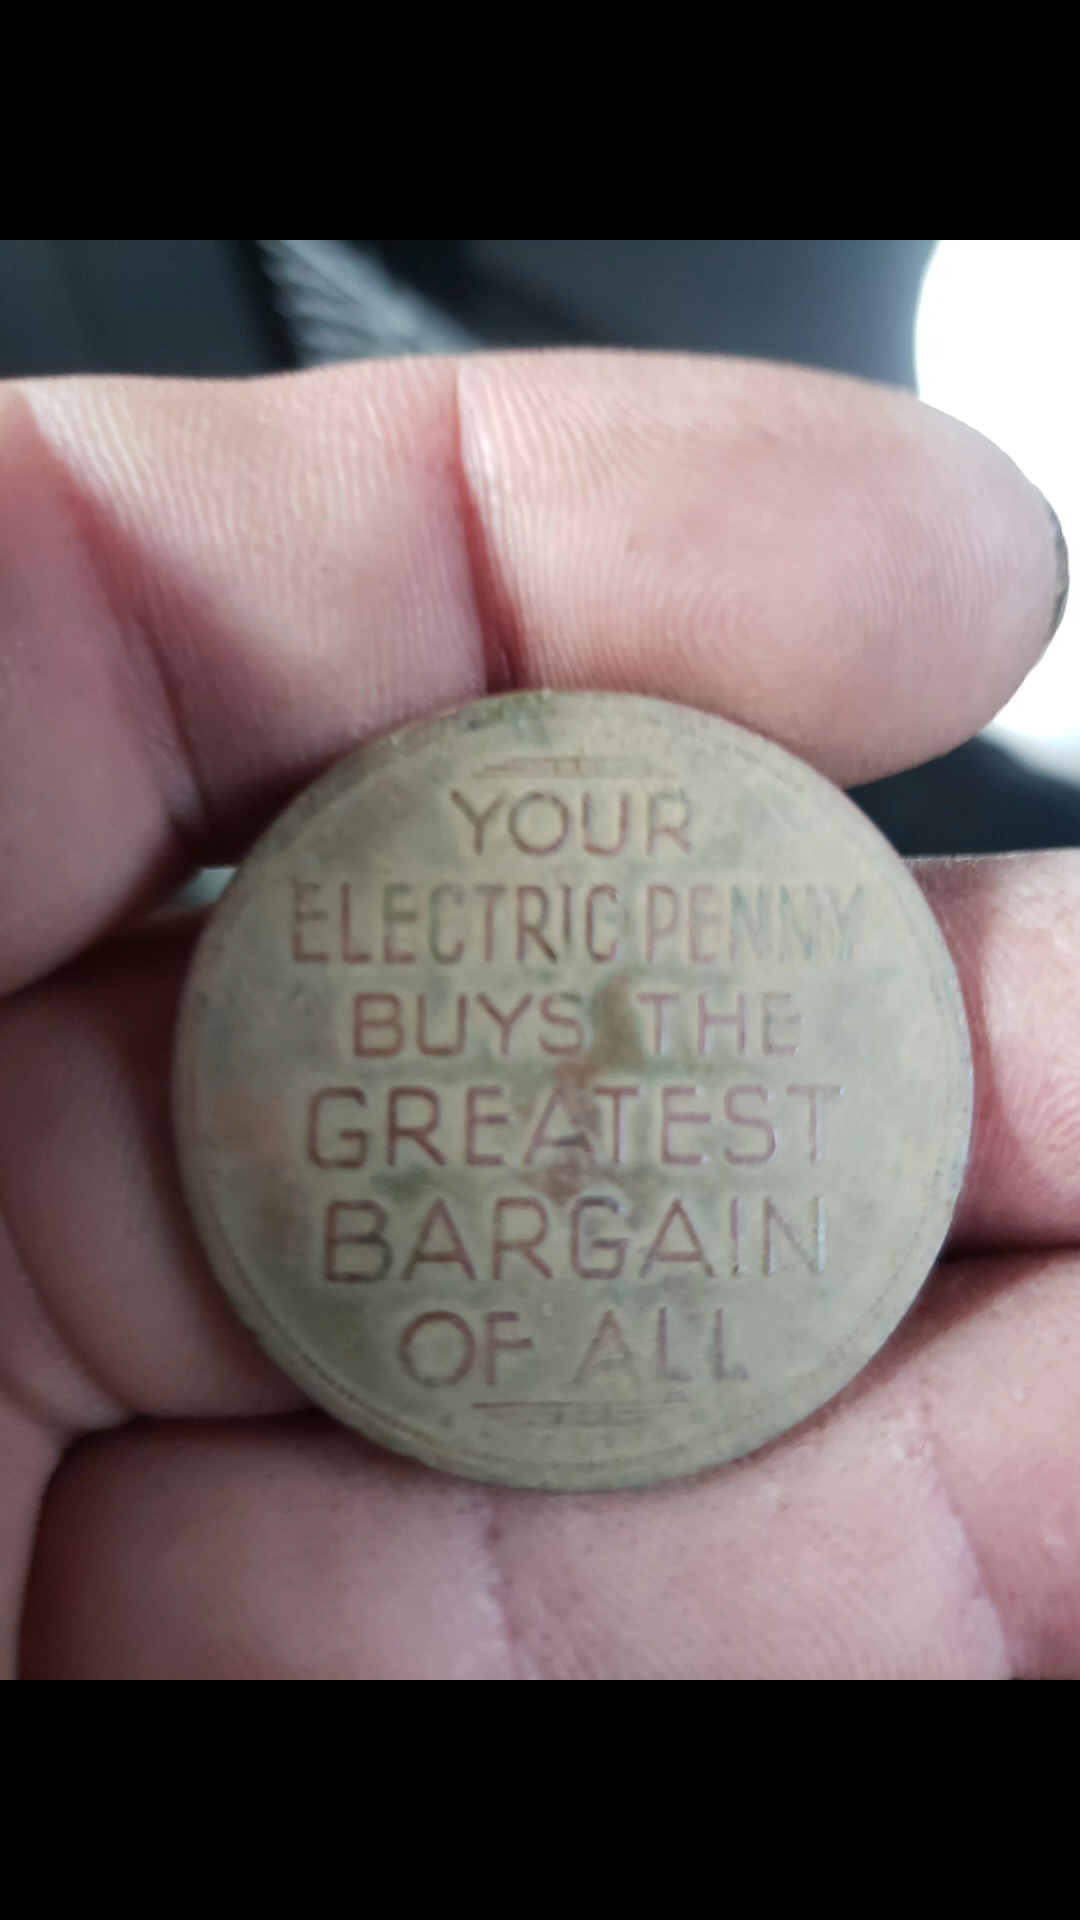 YOUR
ELECTRIC PENNY
BUYS THE
GREATEST
BARGAIN
OF ALL